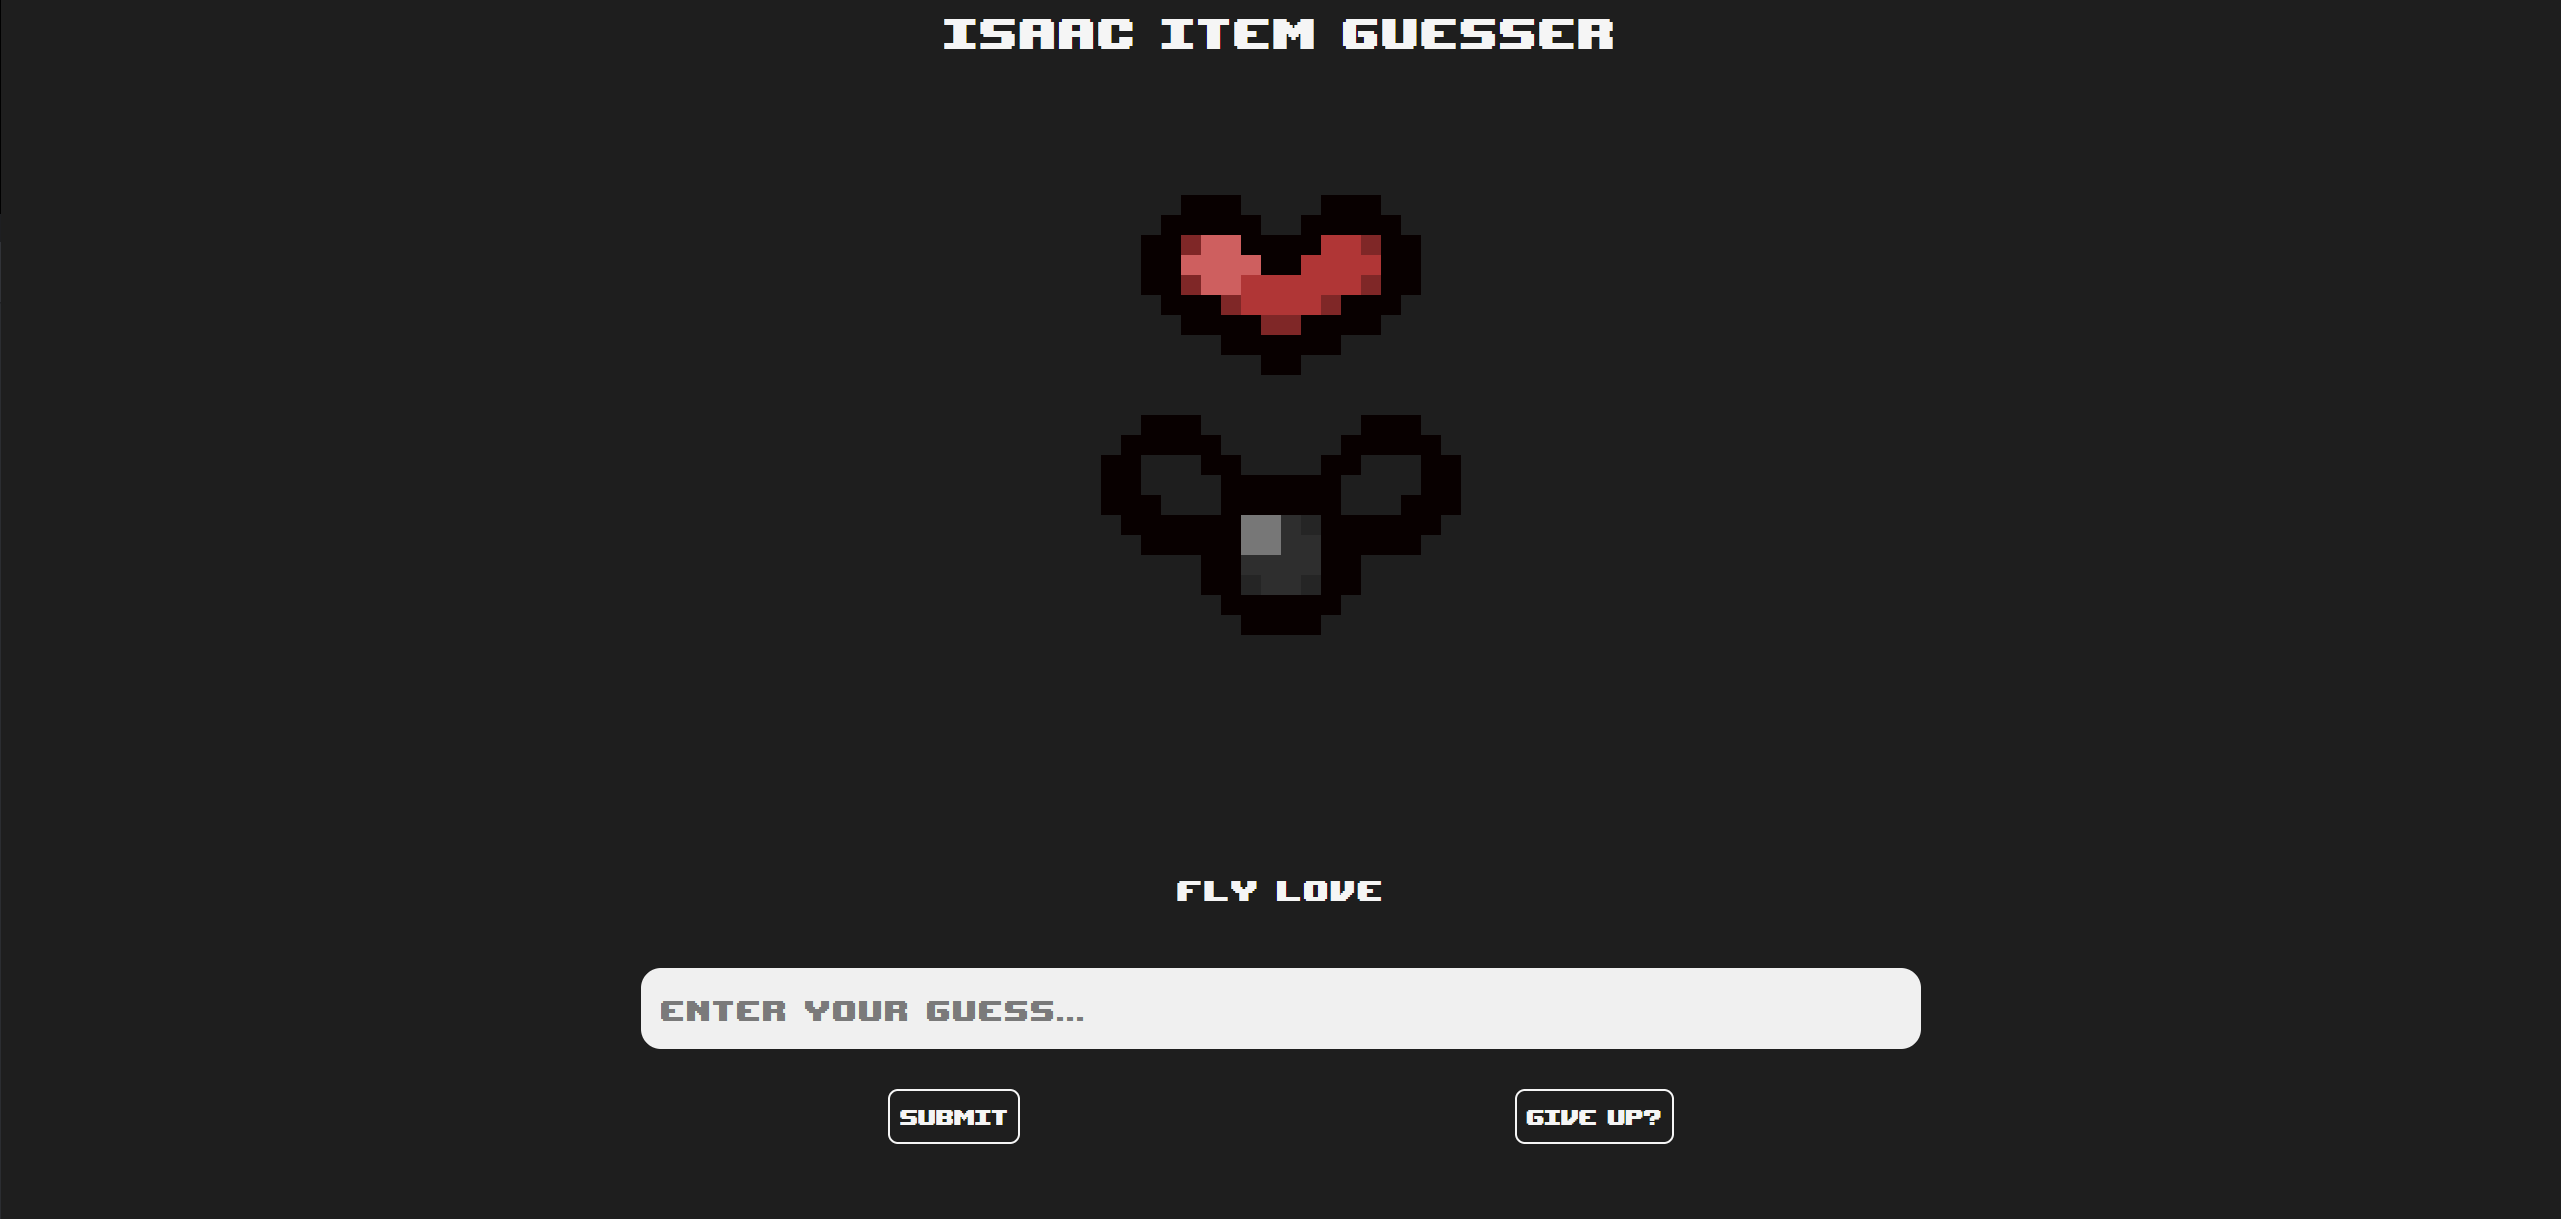 ISAAC ITEM GUESSER
FLY LOVE
ENTER YOUR GUESS...
SUBMIT
GIVE UP?